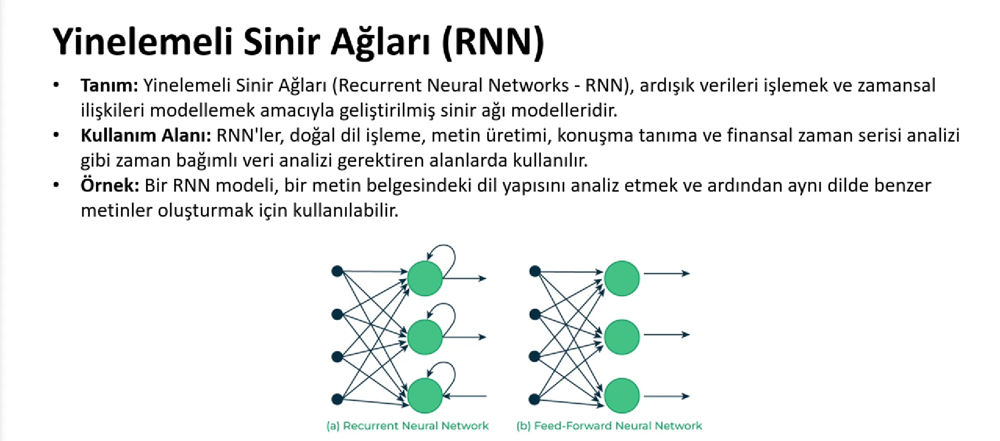 Yinelemeli Sinir Ağları (RNN)
• Tanım: Yinelemeli Sinir Ağları (Recurrent Neural Networks - RNN), ardışık verileri işlemek ve zamansal
ilişkileri modellemek amacıyla geliştirilmiş sinir ağı modelleridir.
• Kullanım Alanı: RNN'ler, doğal dil işleme, metin üretimi, konuşma tanıma ve finansal zaman serisi analizi
gibi zaman bağımlı veri analizi gerektiren alanlarda kullanılır.
• Örnek: Bir RNN modeli, bir metin belgesindeki dil yapısını analiz etmek ve ardından aynı dilde benzer
metinler oluşturmak için kullanılabilir.
(a) Recurrent Neural Network
(b) Feed-Forward Neural Network